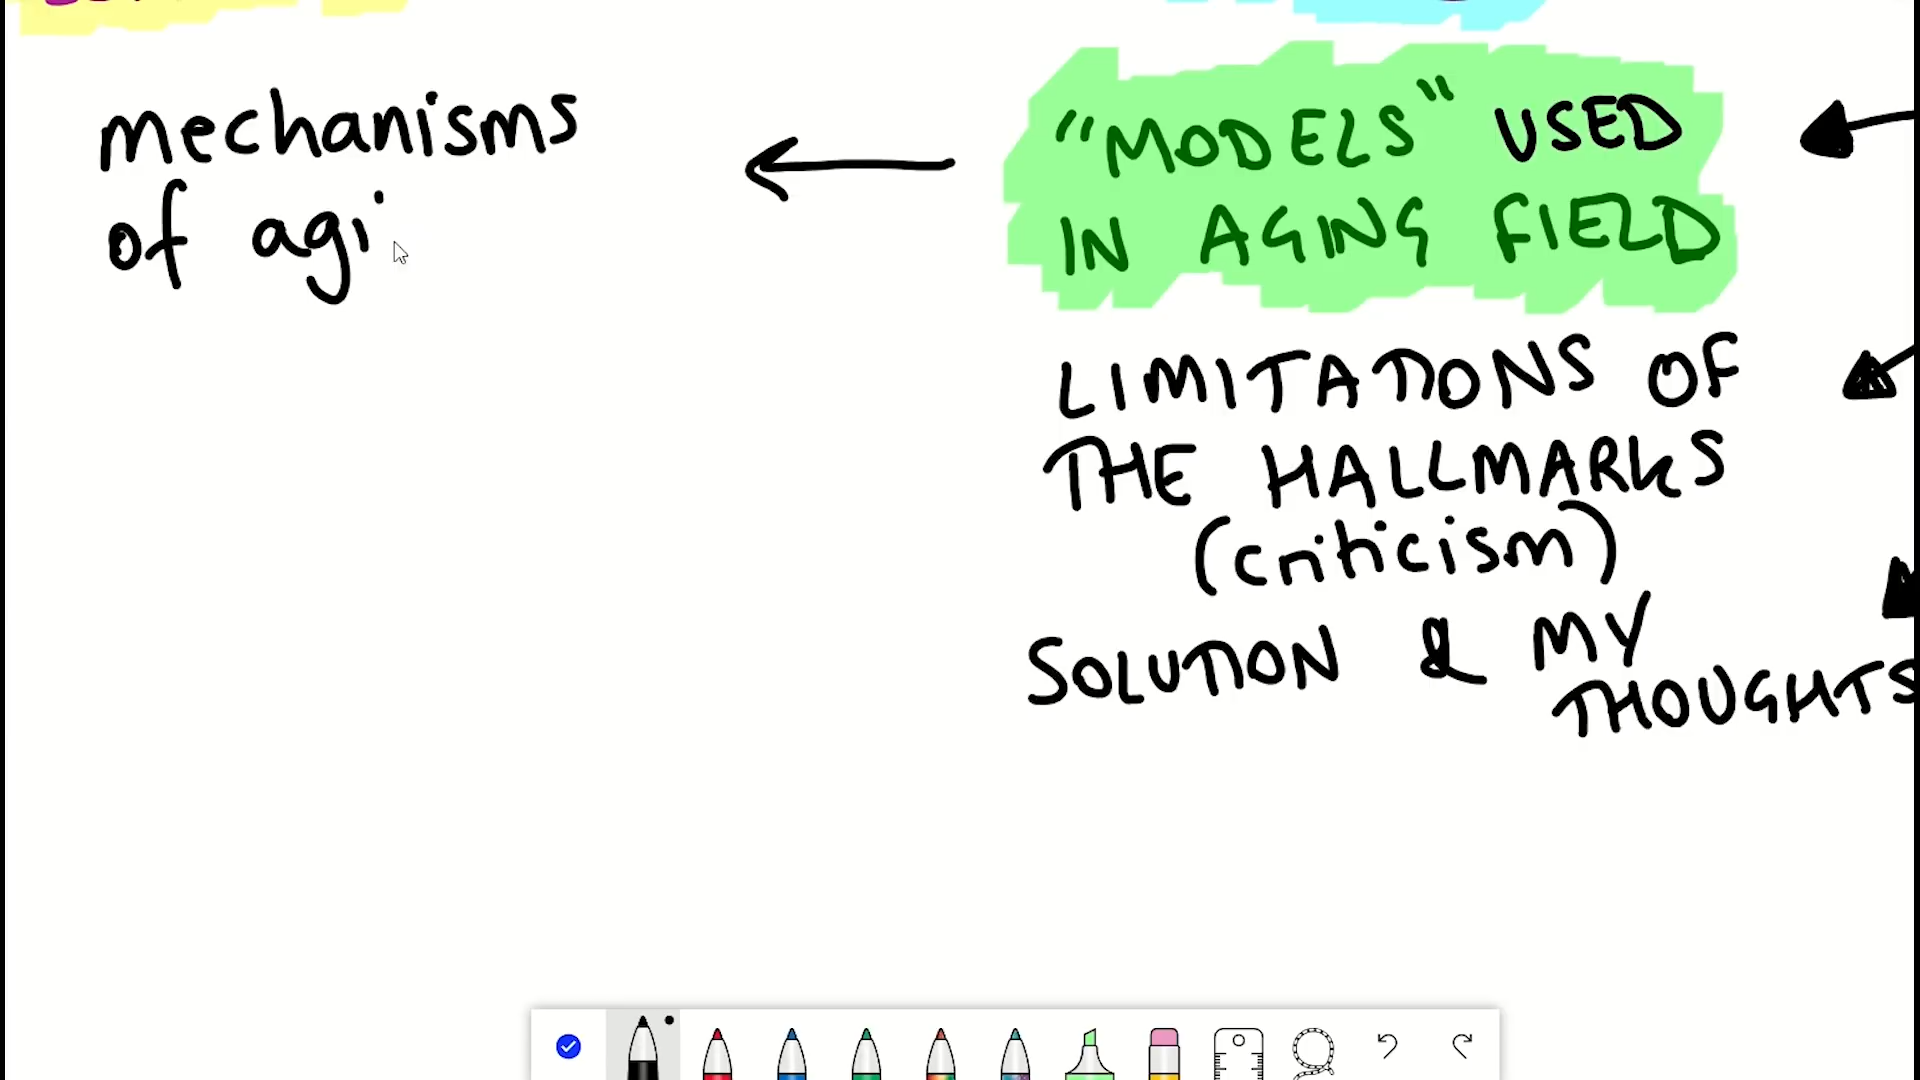 mechanisms
of agi
"MODELS" USED
IN AGING FIELD
LIMITATIONS OF
THE HALLMARKS
(criticism)
SOLUTION & MY
THOUGHTS